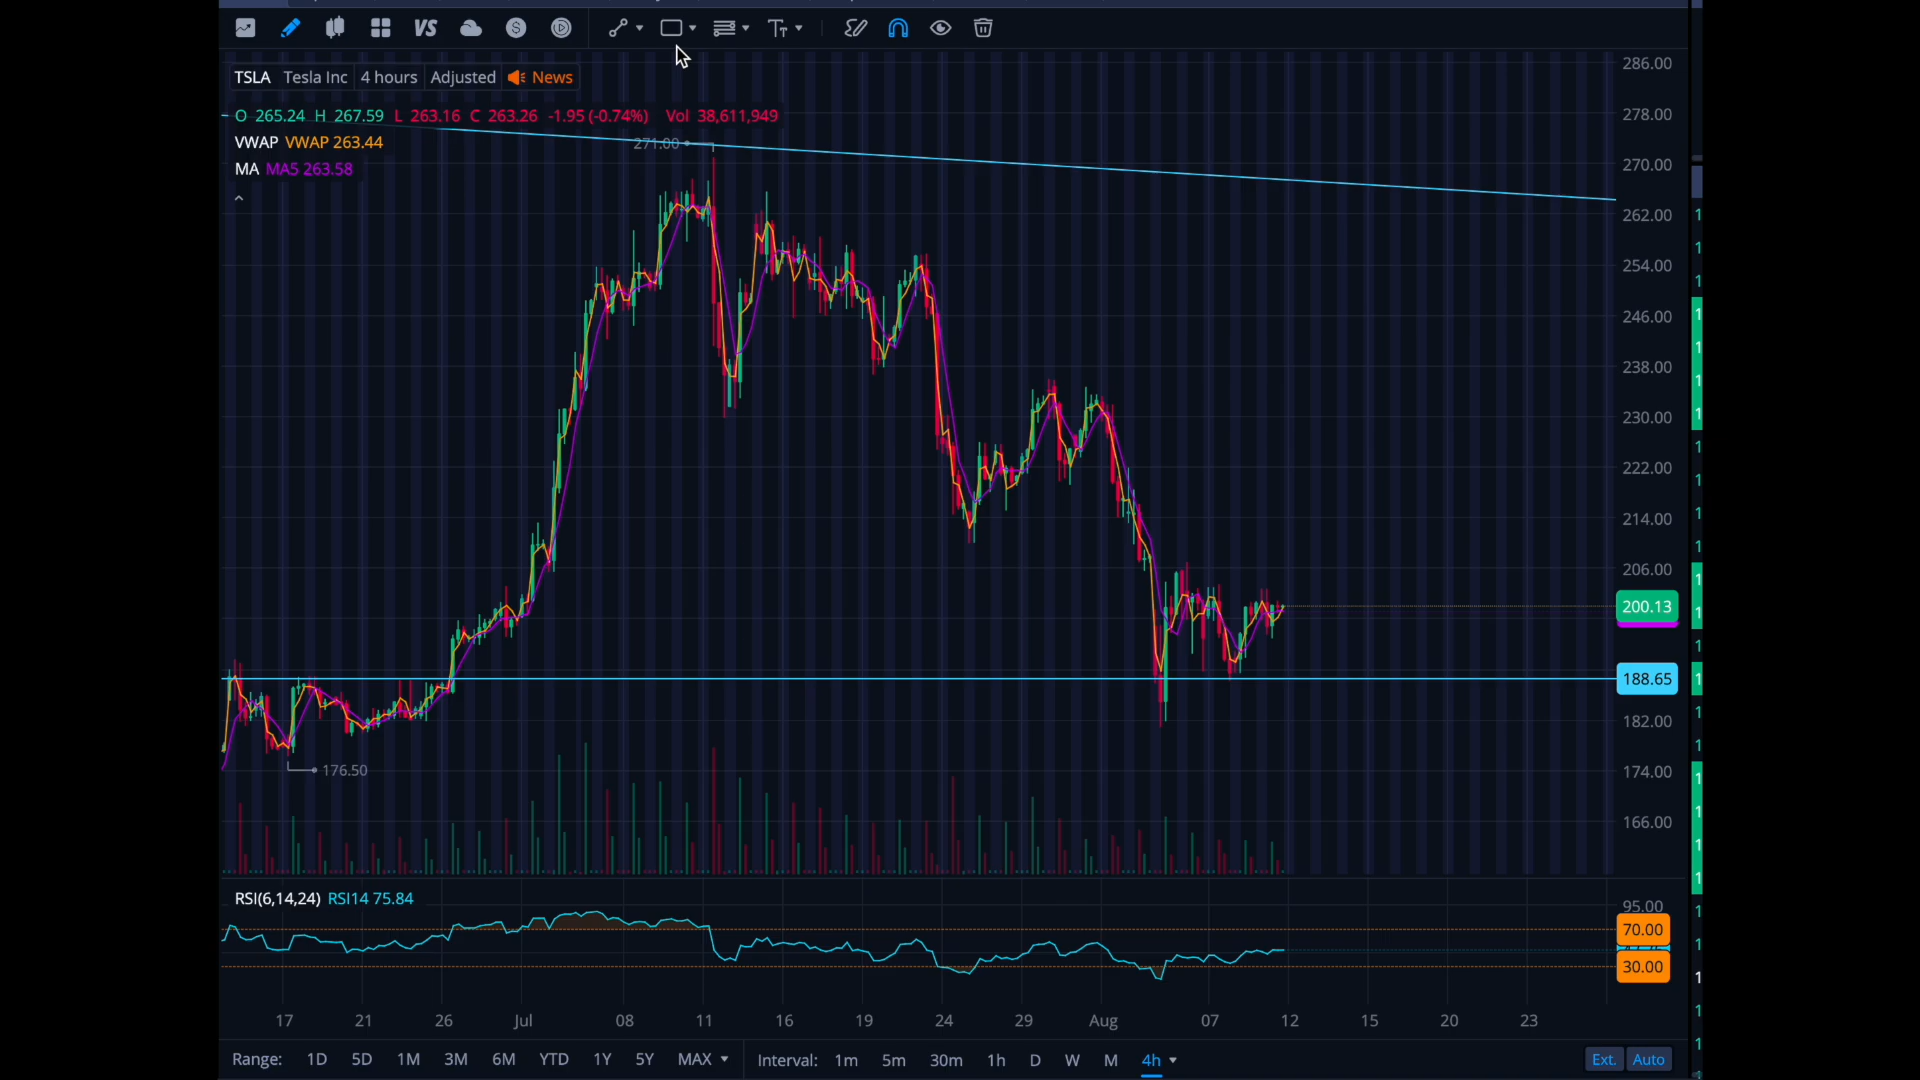 VS
TSLA Tesla Inc 4 hours Adjusted News
O 265.24 H 267.59 L 263.16 C 263.26 -1.95 (-0.74%) Vol 38,611,949
VWAP VWAP 263.44
MA MA5 263.58
271.00
176.50
286.00
278.00
270.00
262.00
254.00
246.00
238.00
230.00
222.00
214.00
206.00
200.13
188.65
182.00
174.00
166.00
RSI(6,14,24) RSI14 75.84
95.00
70.00
30.00
17 21 26 Jul 08 11 16 19 24 29 Aug 07 12 15 20 23
Range: 1D 5D 1M 3M 6M YTD 1Y 5Y MAX Interval: 1m 5m 30m 1h D W M 4h Ext. Auto